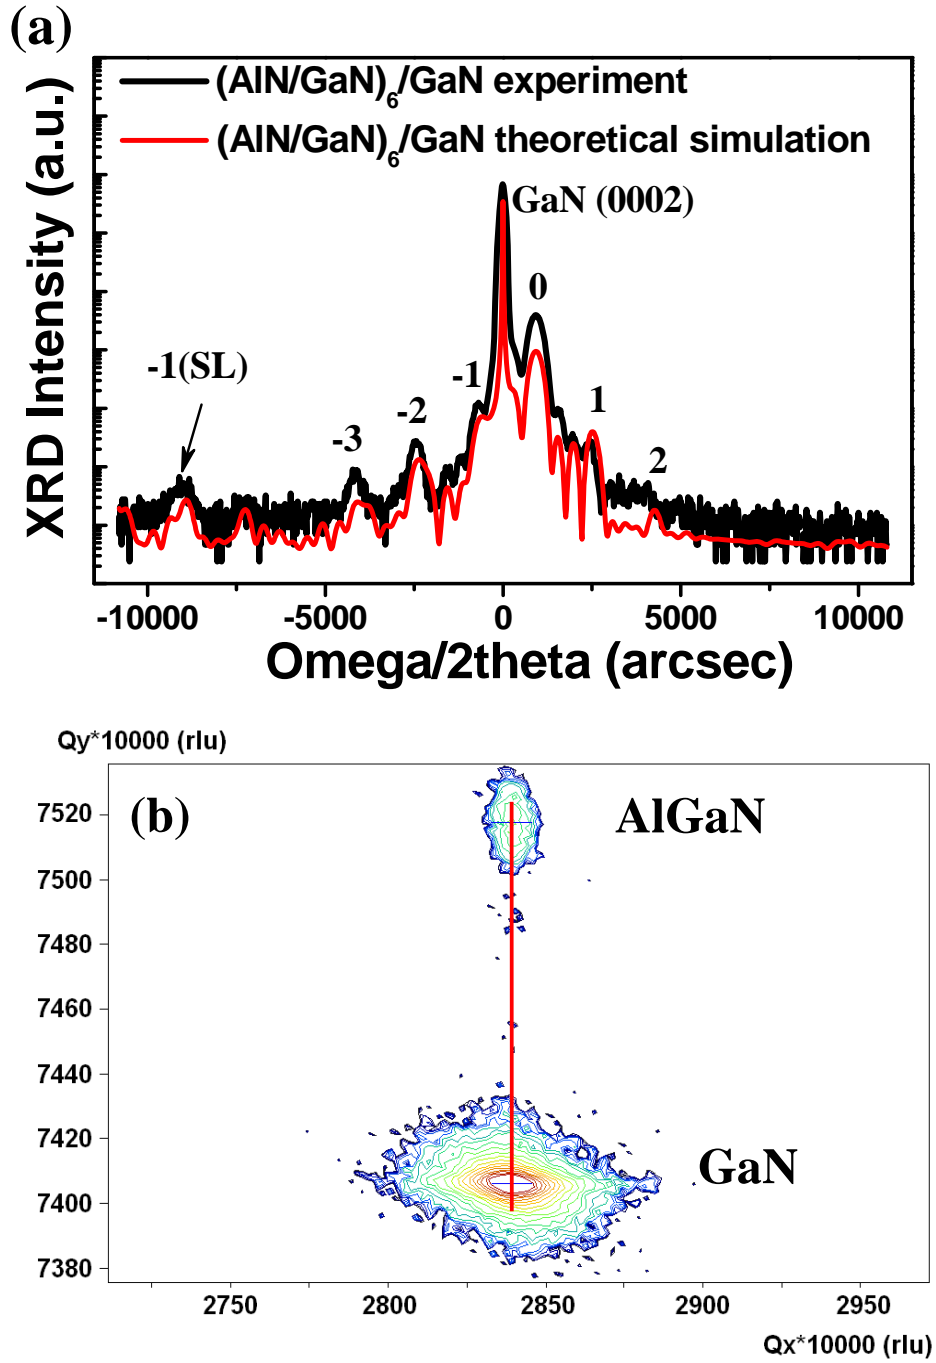 (a)
(AlN/GaN)6/GaN experiment
(AlN/GaN)6/GaN theoretical simulation
GaN (0002)
0
-1(SL)
-1
1
-2
-3
2
XRD Intensity (a.u.)
-10000 -5000 0 5000 10000
Omega/2theta (arcsec)
Qy*10000 (rlu)
(b)
AlGaN
GaN
7520
7500
7480
7460
7440
7420
7400
7380
2750 2800 2850 2900 2950
Qx*10000 (rlu)